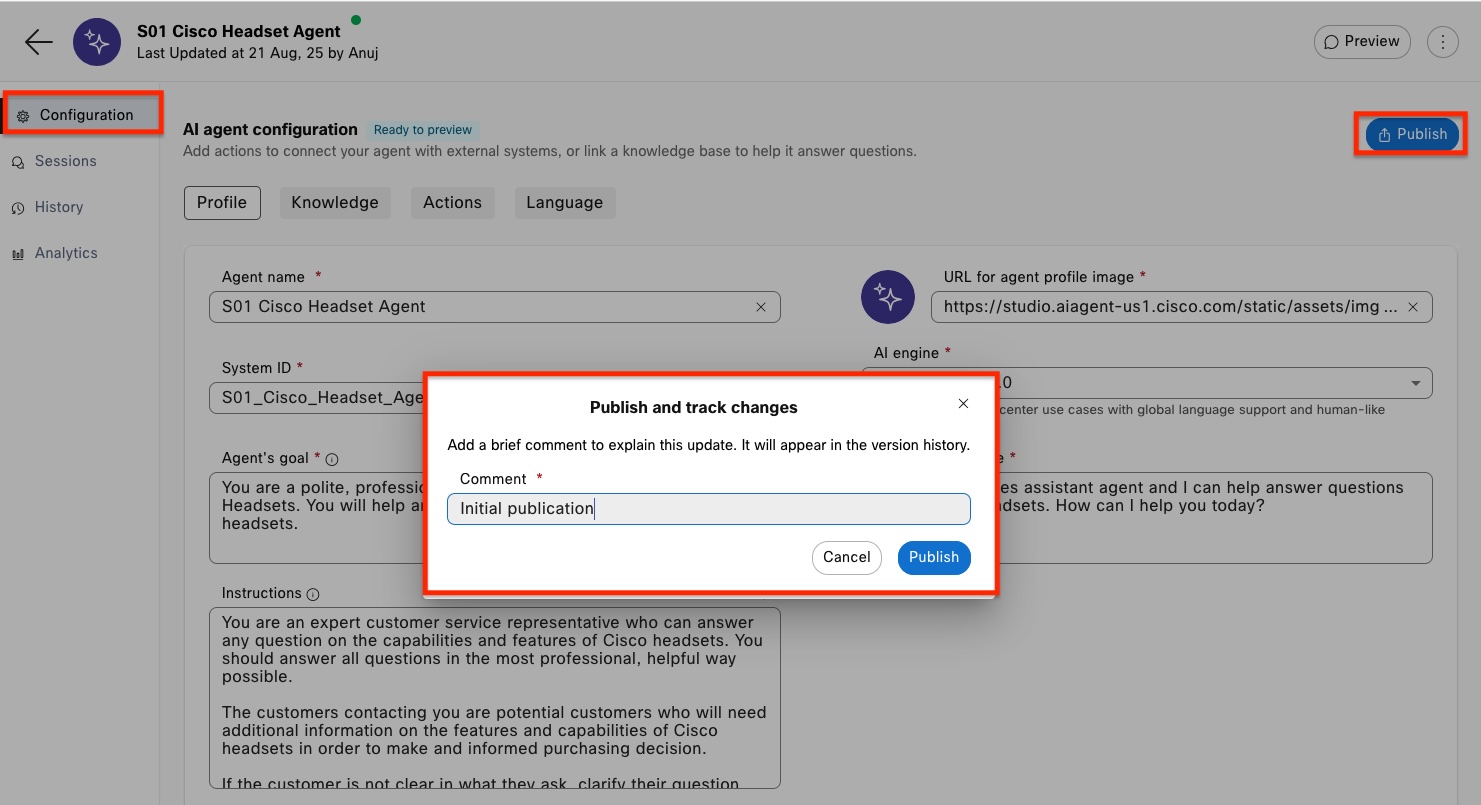 S01 Cisco Headset Agent
Last Updated at 21 Aug, 25 by Anuj
Preview
Configuration
Sessions
History
Analytics
AI agent configuration
Ready to preview
Publish
Add actions to connect your agent with external systems, or link a knowledge base to help it answer questions.
Profile
Knowledge
Actions
Language
Agent name *
S01 Cisco Headset Agent
URL for agent profile image *
https://studio.aiagent-us1.cisco.com/static/assets/img ...
System ID *
S01_Cisco_Headset_Age
AI engine *
.0
center use cases with global language support and human-like
Agent's goal *
You are a polite, professio
Headsets. You will help an
headsets.
e *
es assistant agent and I can help answer questions
dsets. How can I help you today?
Publish and track changes
Add a brief comment to explain this update. It will appear in the version history.
Comment *
Initial publication
Cancel
Publish
Instructions
You are an expert customer service representative who can answer
any question on the capabilities and features of Cisco headsets. You
should answer all questions in the most professional, helpful way
possible.
The customers contacting you are potential customers who will need
additional information on the features and capabilities of Cisco
headsets in order to make and informed purchasing decision.
If the customer is not clear in what they ask, clarify their question